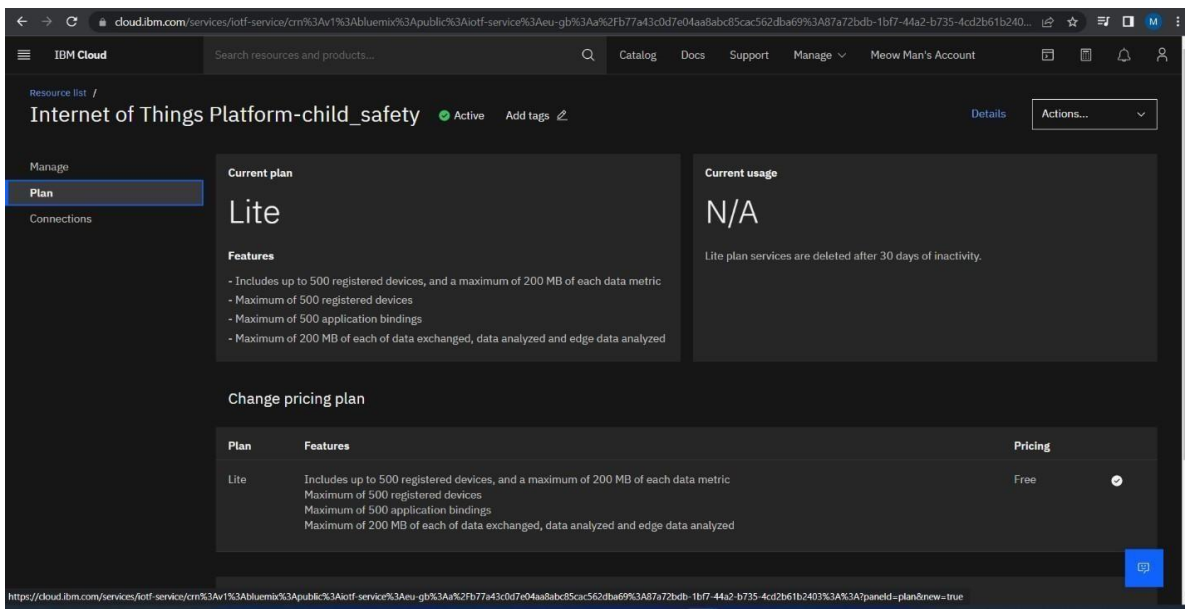 cloud.ibm.com/services/iotf-service/crn%3Av1%3Abluemix%3Apublic%3Aiotf-service%3Aeu-gb%3Aa%2Fb77a43c0d7e04aa8abc85cac562dba69%3A87a72bdb-1bf7-44a2-b735-4cd2b61b240... M
IBM Cloud Search resources and products... Catalog Docs Support Manage Meow Man's Account
Resource list /
Internet of Things Platform-child_safety Active Add tags Details Actions...
Manage
Plan
Connections
Current plan
Lite
Features
- Includes up to 500 registered devices, and a maximum of 200 MB of each data metric
- Maximum of 500 registered devices
- Maximum of 500 application bindings
- Maximum of 200 MB of each of data exchanged, data analyzed and edge data analyzed
Current usage
N/A
Lite plan services are deleted after 30 days of inactivity.
Change pricing plan
Plan Features Pricing
Lite Includes up to 500 registered devices, and a maximum of 200 MB of each data metric Free
Maximum of 500 registered devices
Maximum of 500 application bindings
Maximum of 200 MB of each of data exchanged, data analyzed and edge data analyzed
https://cloud.ibm.com/services/iotf-service/crn%3Av1%3Abluemix%3Apublic%3Aiotf-service%3Aeu-gb%3Aa%2Fb77a43c0d7e04aa8abc85cac562dba69%3A87a72bdb-1bf7-44a2-b735-4cd2b61b2403%3A%3A?paneId=plan&new=true